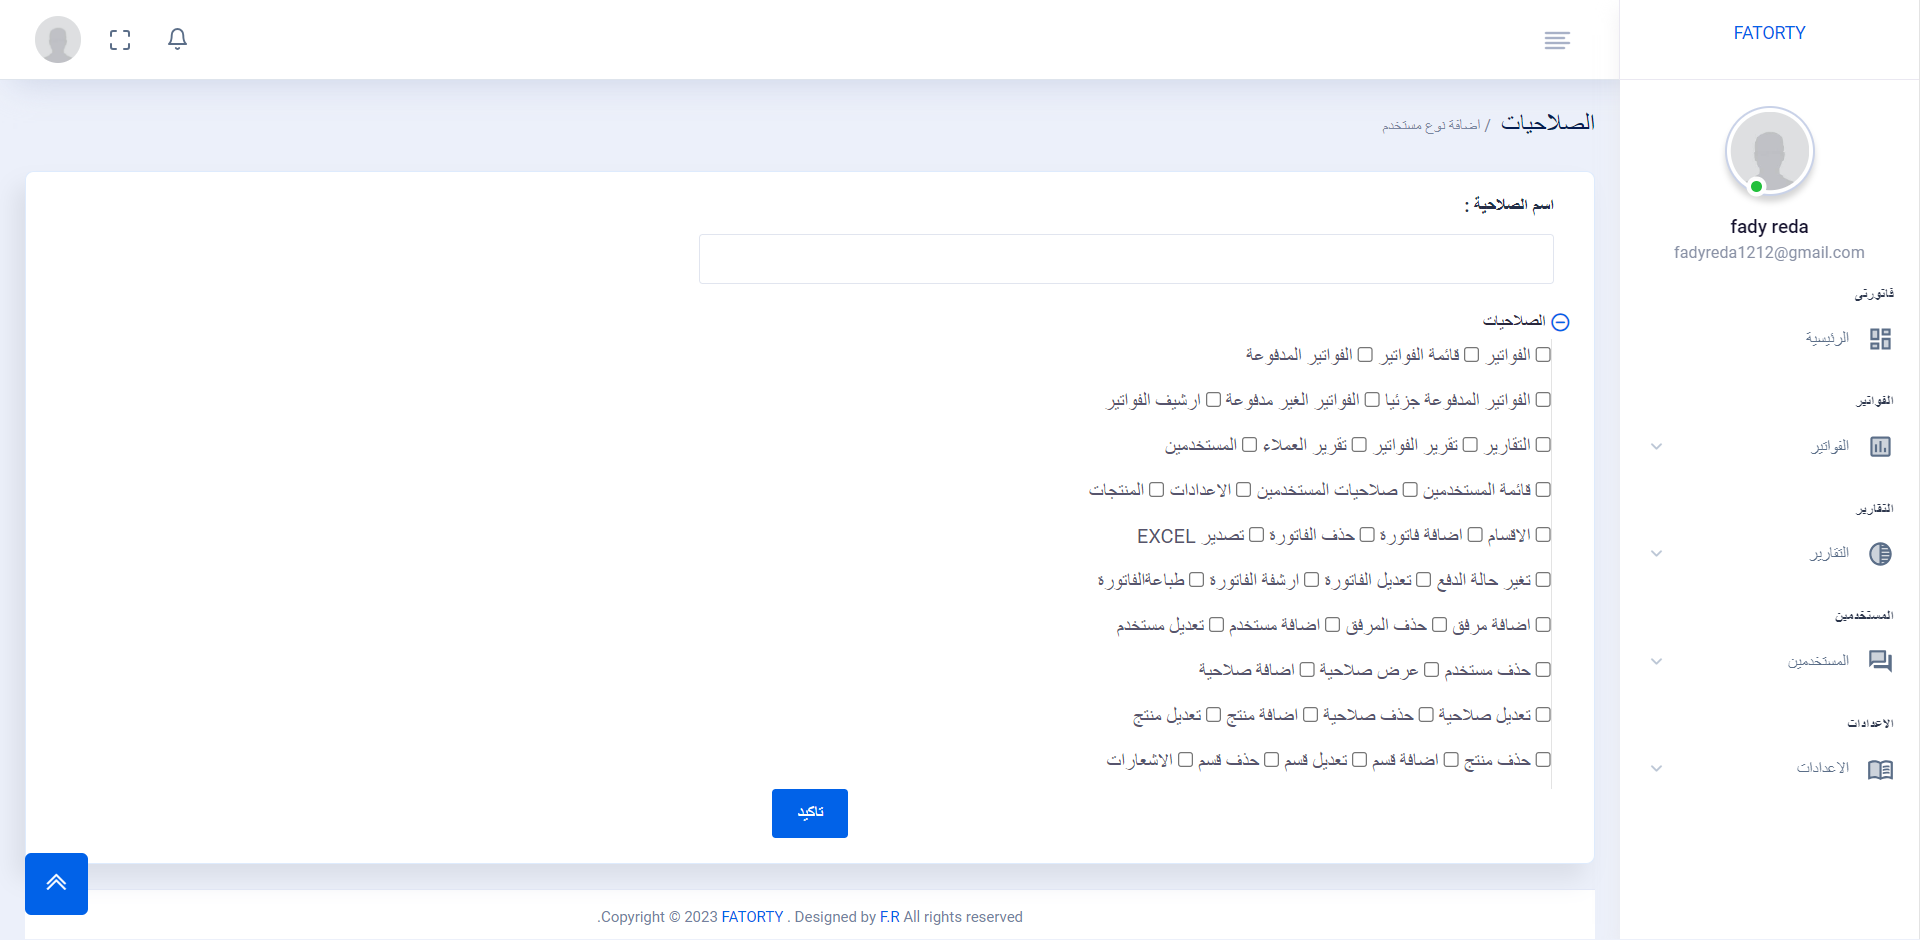 FATORTY
fady reda
fadyreda1212@gmail.com
فاتورتى
الرئيسية
الفواتير
الفواتير
التقارير
التقارير
المستخدمين
المستخدمين
الاعدادات
الاعدادات
الصلاحيات / اضافة نوع مستخدم
اسم الصلاحية :
الصلاحيات
الفواتير قائمة الفواتير الفواتير المدفوعة
الفواتير المدفوعة جزئيا الفواتير الغير مدفوعة ارشيف الفواتير
التقارير تقرير الفواتير تقرير العملاء المستخدمين
قائمة المستخدمين صلاحيات المستخدمين الاعدادات المنتجات
الاقسام اضافة فاتورة حذف الفاتورة تصدير EXCEL
تغير حالة الدفع تعديل الفاتورة ارشفة الفاتورة طباعةالفاتورة
اضافة مرفق حذف المرفق اضافة مستخدم تعديل مستخدم
حذف مستخدم عرض صلاحية اضافة صلاحية
تعديل صلاحية حذف صلاحية اضافة منتج تعديل منتج
حذف منتج اضافة قسم تعديل قسم حذف قسم الاشعارات
تاكيد
.Copyright © 2023 FATORTY . Designed by F.R All rights reserved